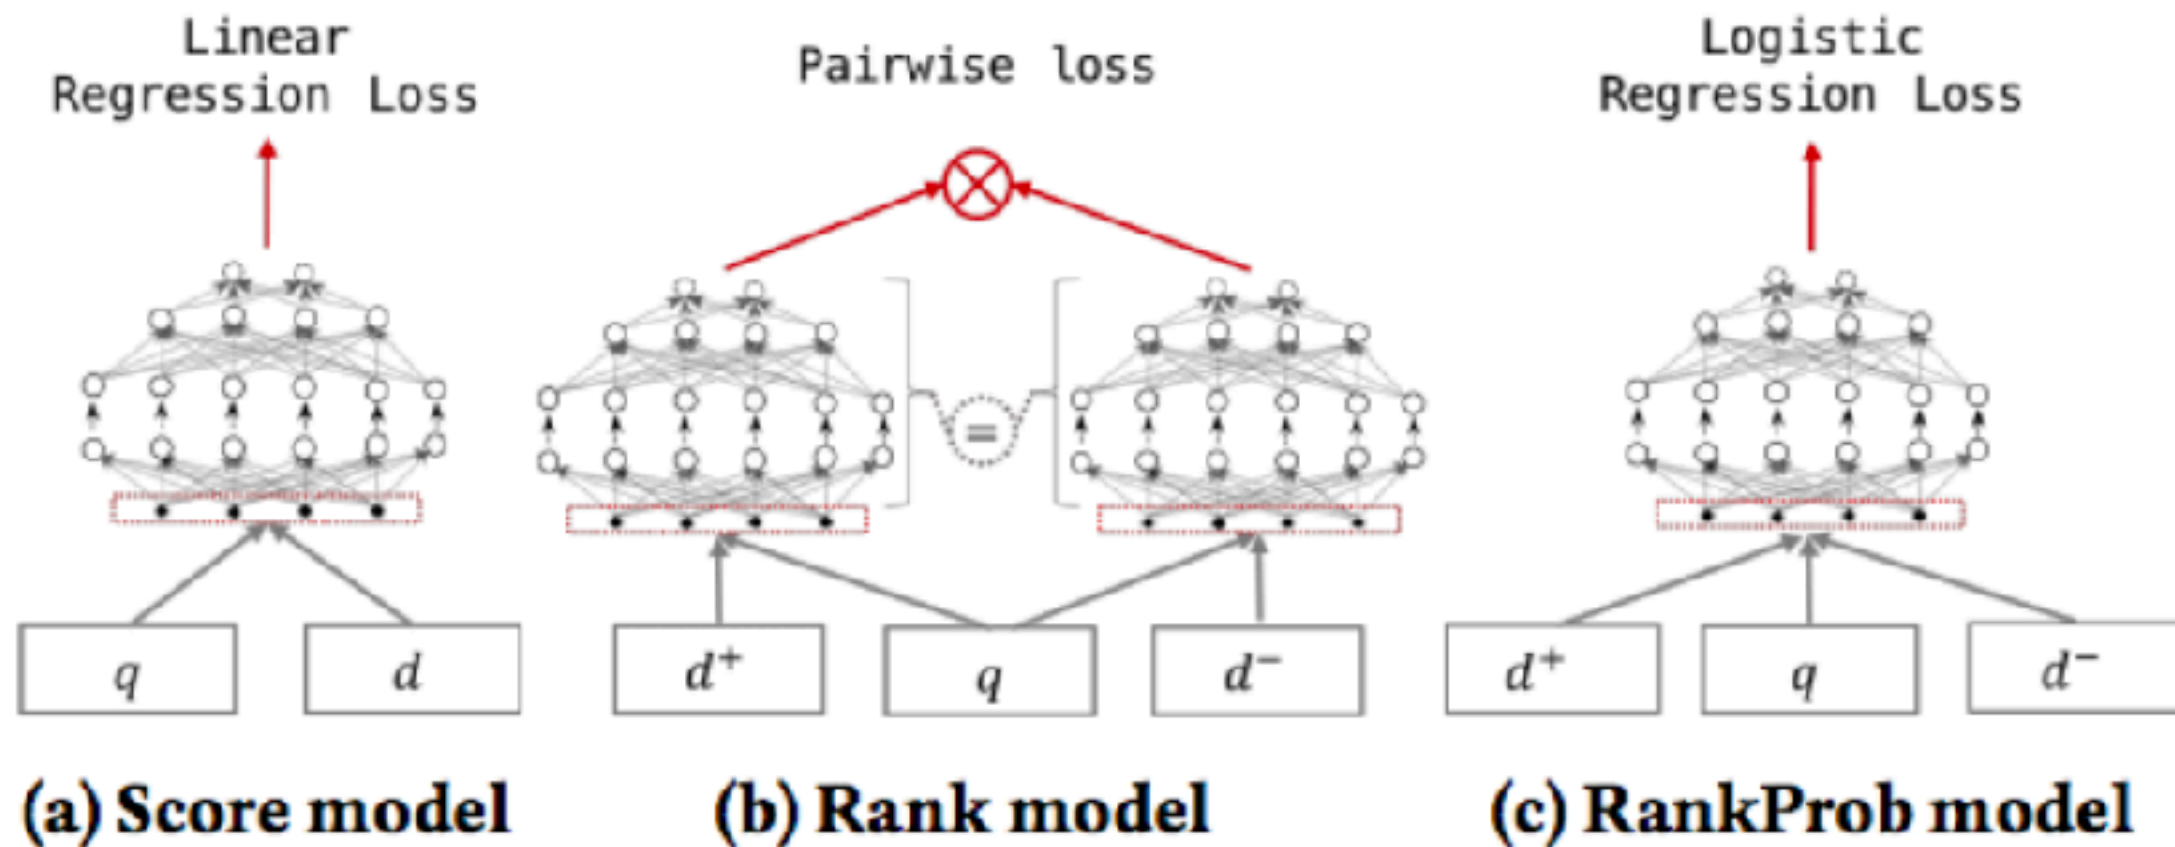 Linear
Regression Loss
Pairwise loss
Logistic
Regression Loss
=
q
d
d⁺
q
d⁻
d⁺
q
d⁻
(a) Score model
(b) Rank model
(c) RankProb model